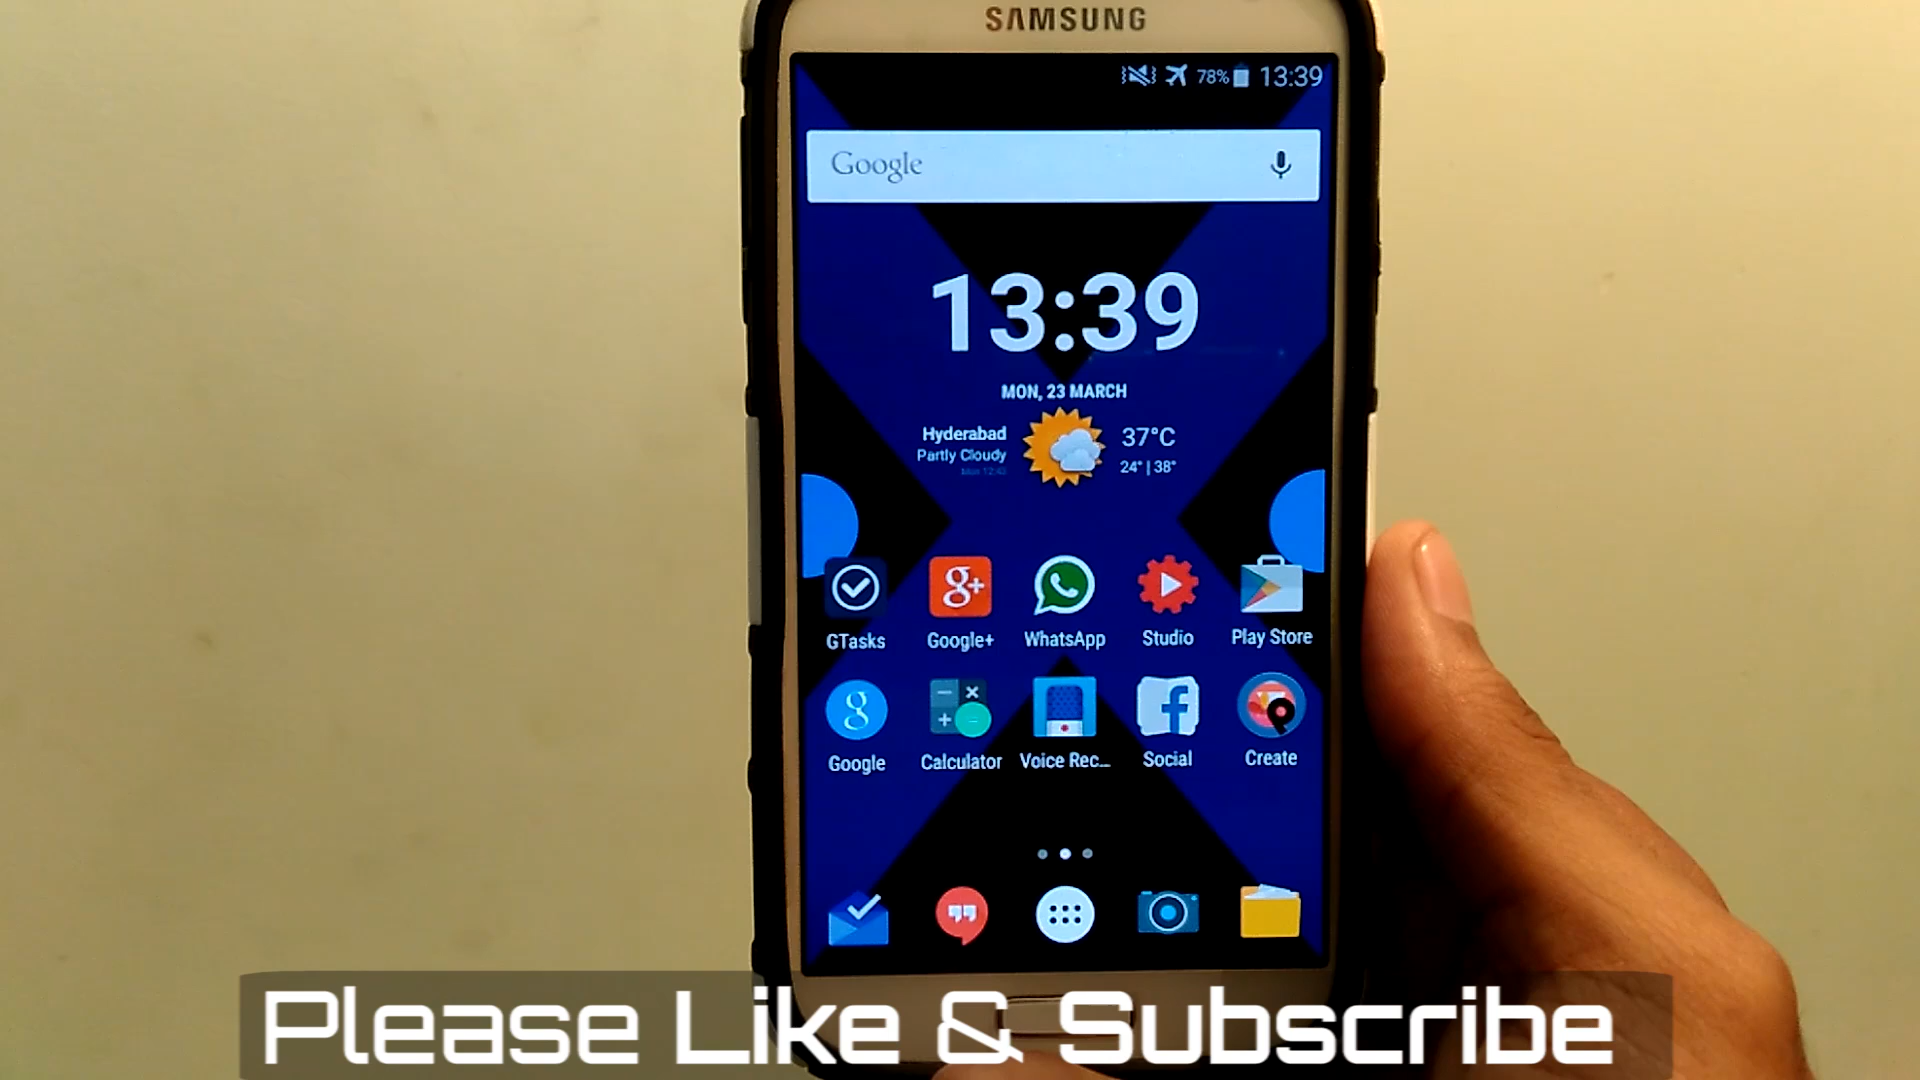 SAMSUNG
78% 13:39
Google
13:39
MON, 23 MARCH
Hyderabad
Partly Cloudy
37°C
24° | 38°
GTasks Google+ WhatsApp Studio Play Store
Google Calculator Voice Rec... Social Create
Please Like & Subscribe